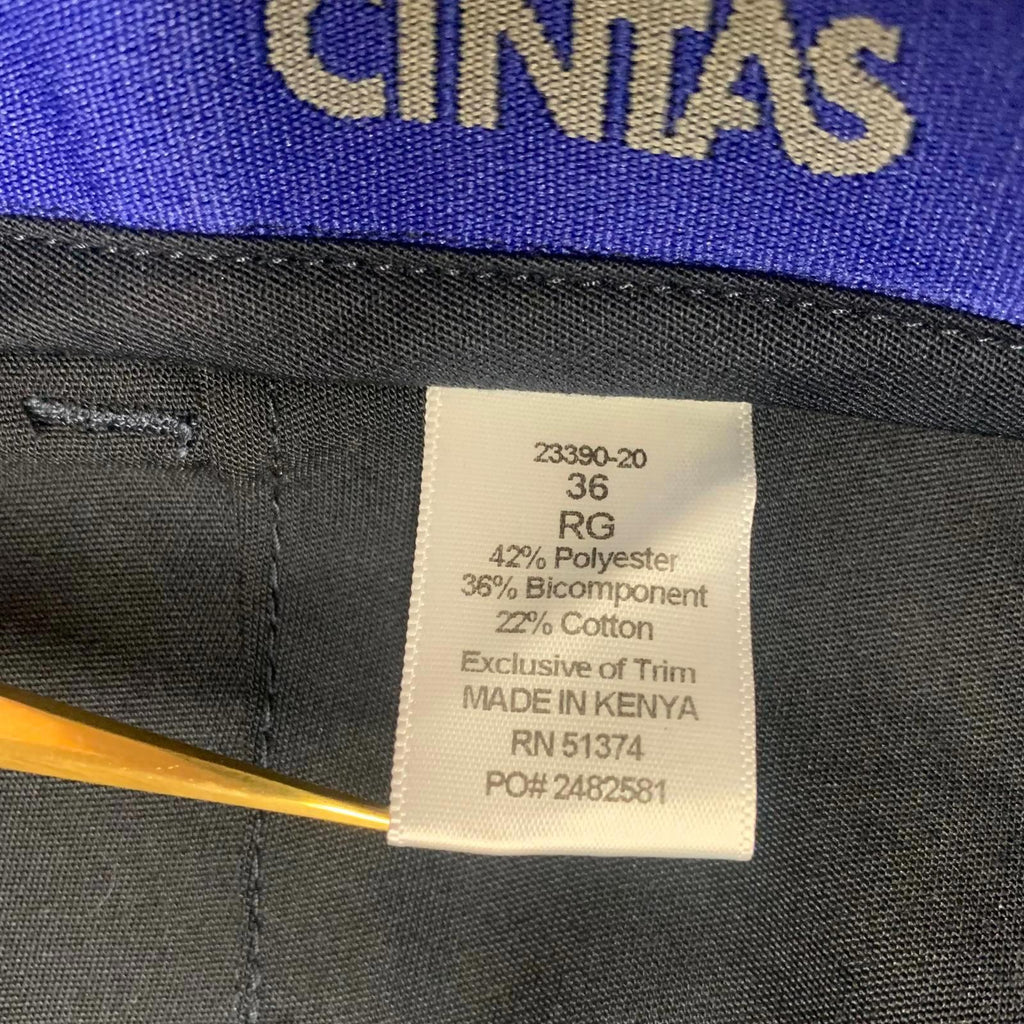 CINTAS
23390-20
36
RG
42% Polyester
36% Bicomponent
22% Cotton
Exclusive of Trim
MADE IN KENYA
RN 51374
PO# 2482581